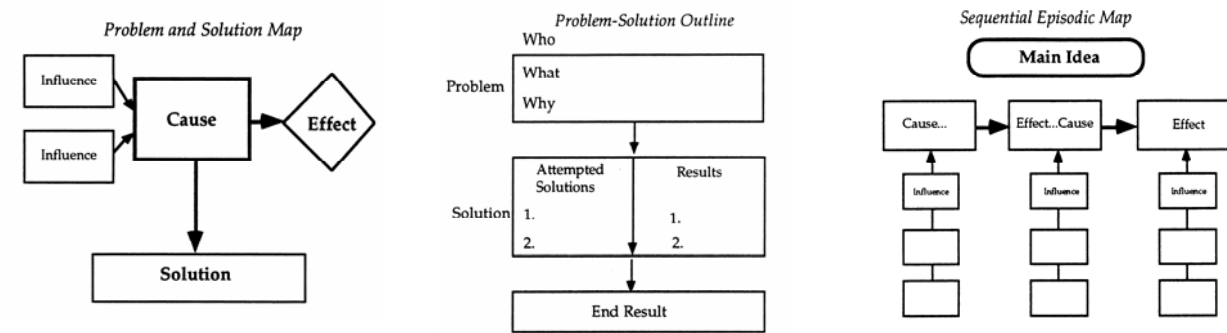 Problem and Solution Map
Influence
Influence
Cause
Effect
Solution
Problem-Solution Outline
Who
Problem
What
Why
Solution
Attempted
Solutions
1.
2.
Results
1.
2.
End Result
Sequential Episodic Map
Main Idea
Cause...
Effect...Cause
Effect
Influence
Influence
Influence